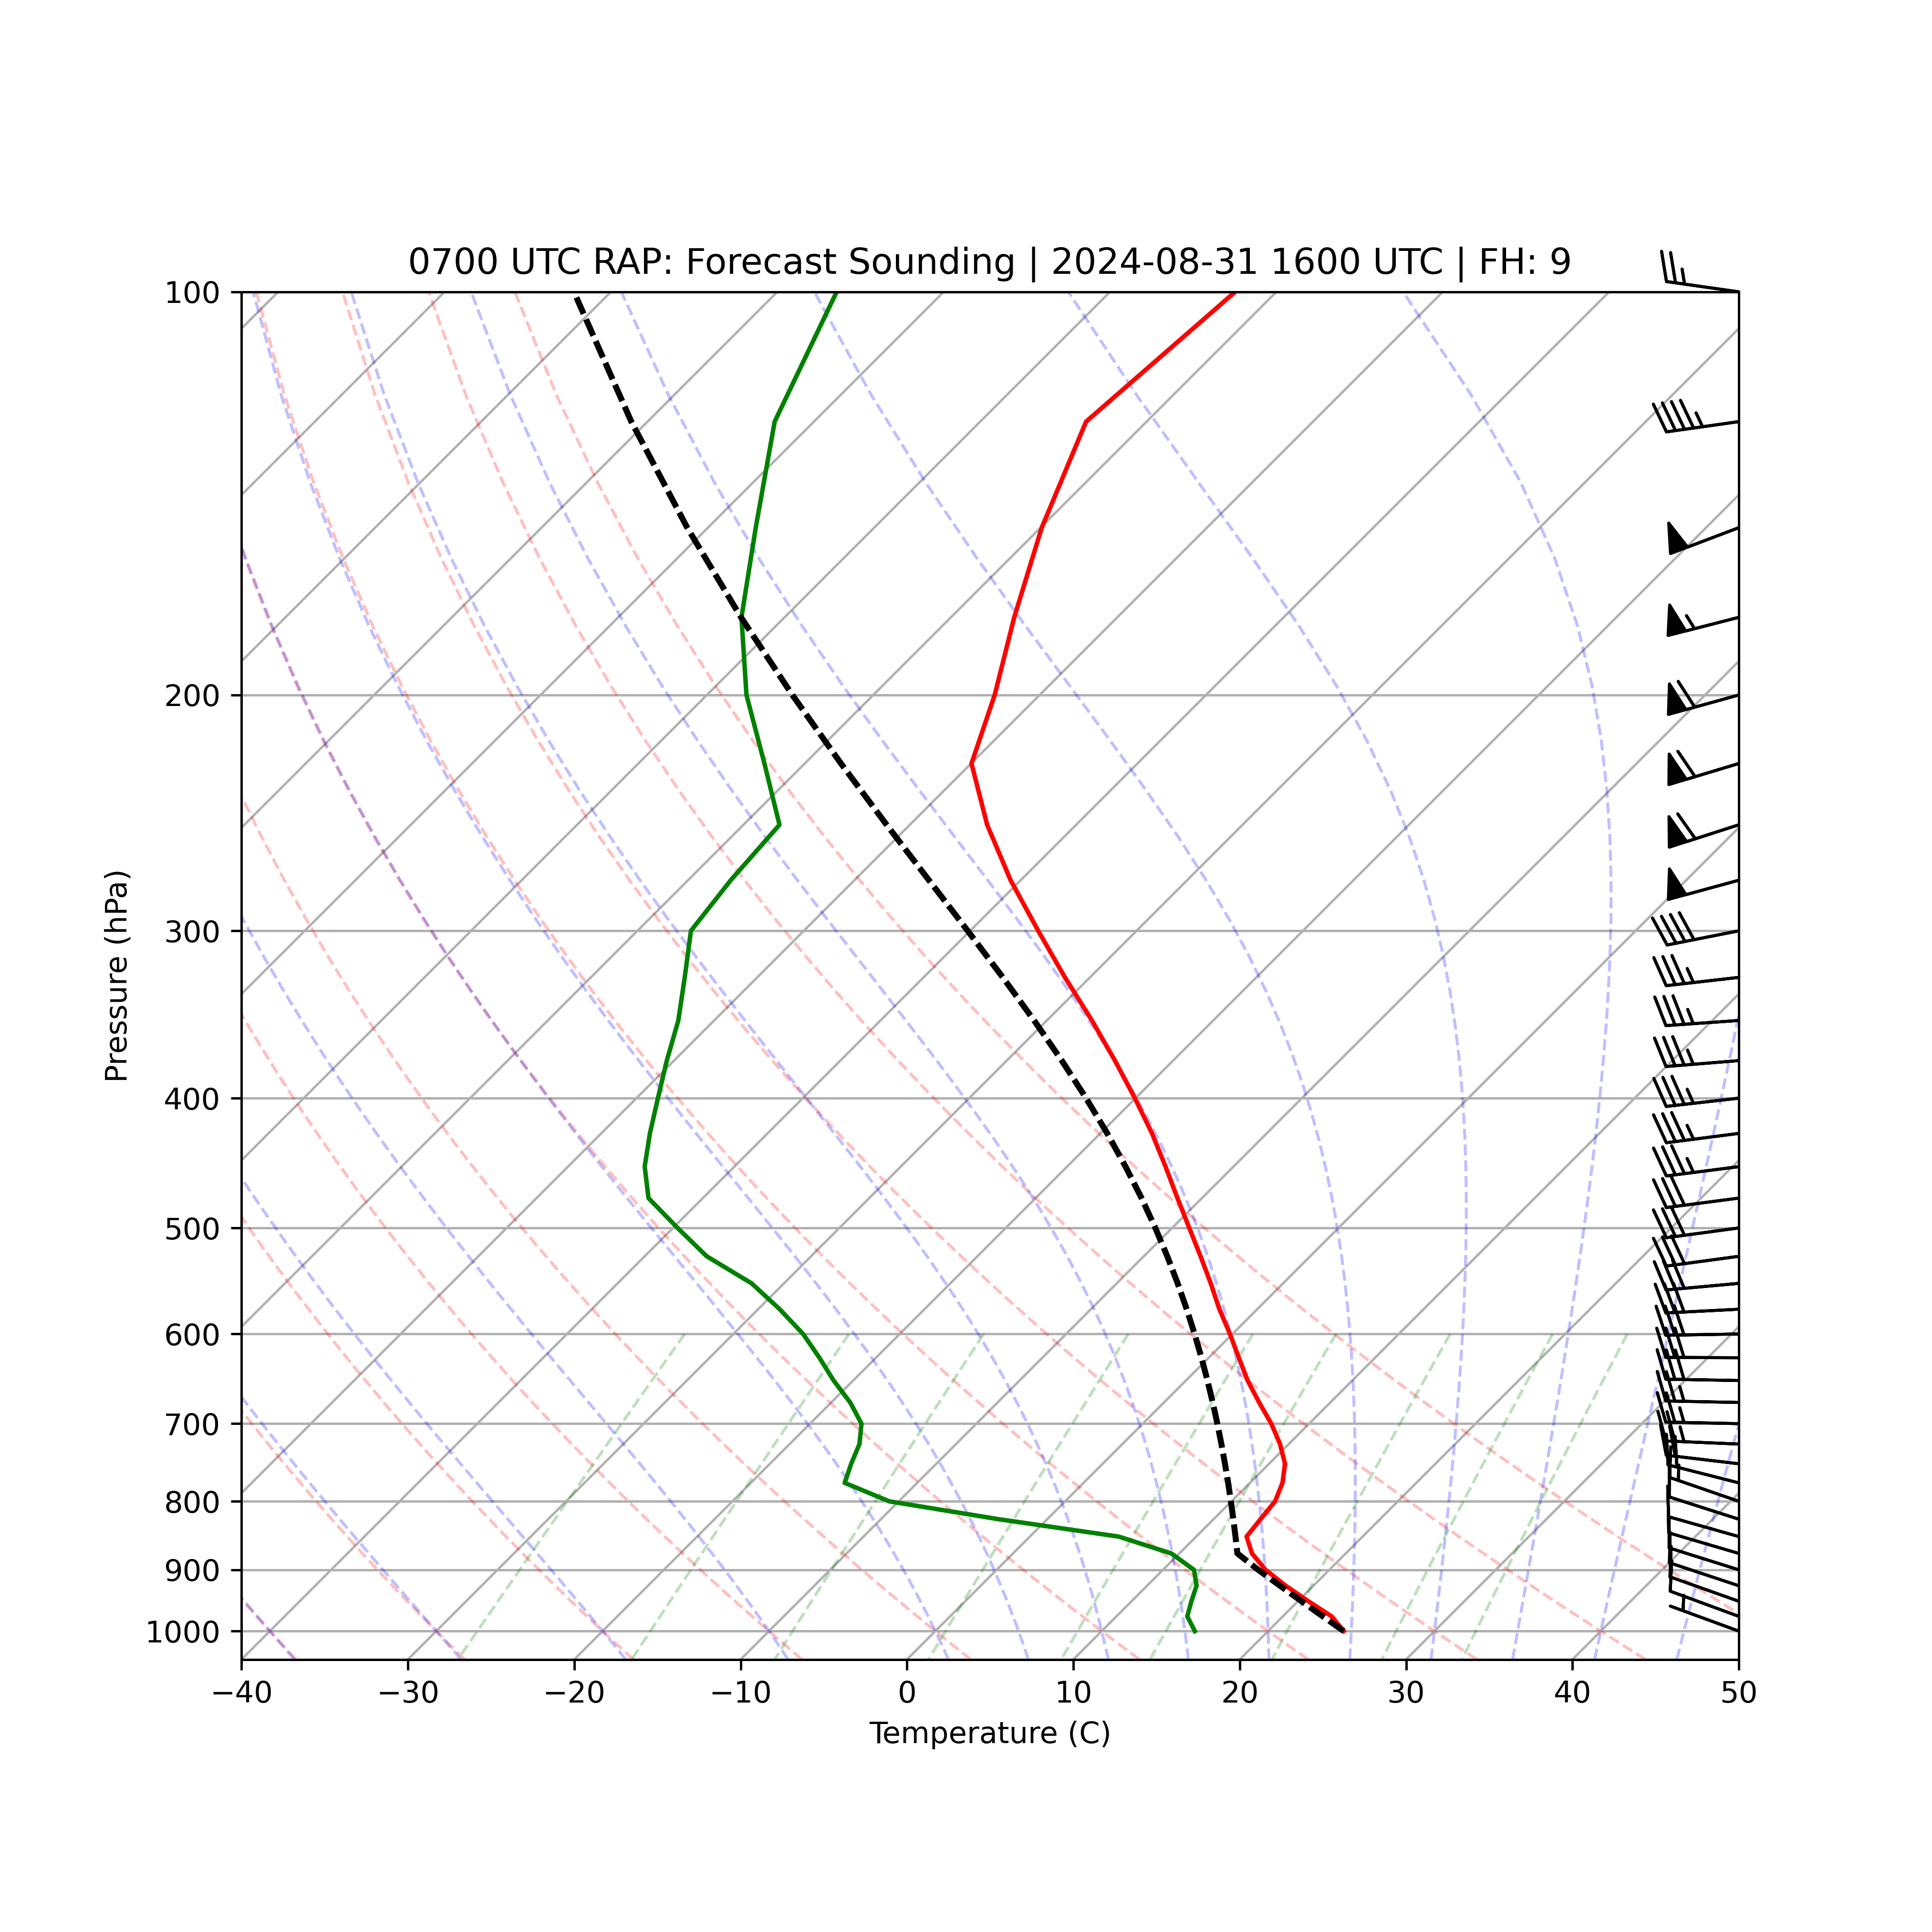 0700 UTC RAP: Forecast Sounding | 2024-08-31 1600 UTC | FH: 9
100
200
300
400
500
600
700
800
900
1000
Pressure (hPa)
−40 −30 −20 −10 0 10 20 30 40 50
Temperature (C)